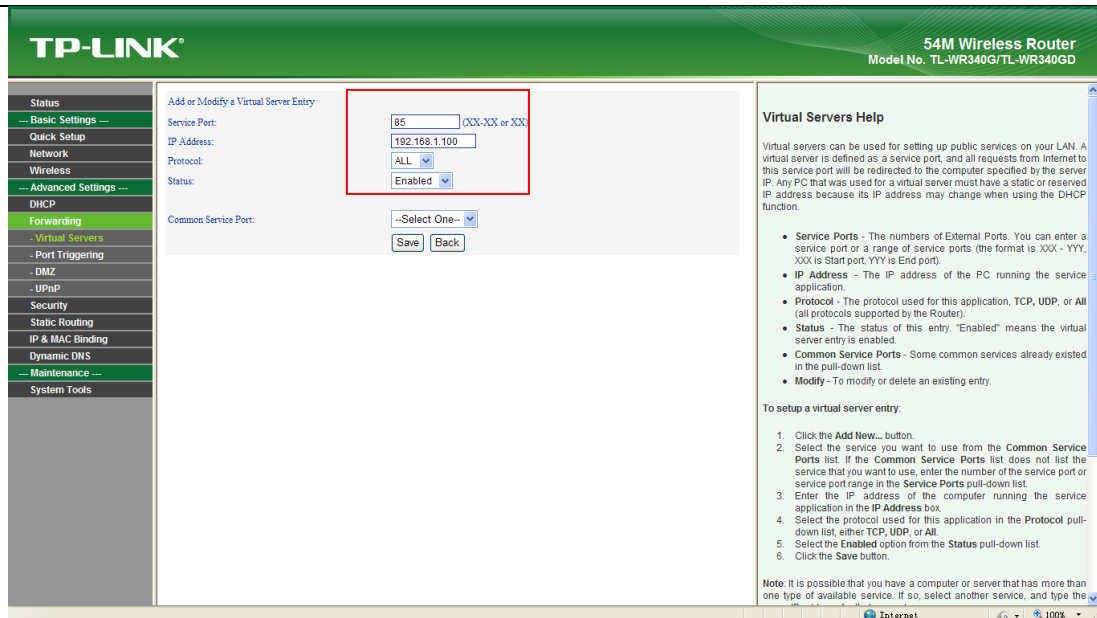 TP-LINK®
54M Wireless Router
Model No. TL-WR340G/TL-WR340GD
Status
--- Basic Settings ---
Quick Setup
Network
Wireless
--- Advanced Settings ---
DHCP
Forwarding
- Virtual Servers
- Port Triggering
- DMZ
- UPnP
Security
Static Routing
IP & MAC Binding
Dynamic DNS
--- Maintenance ---
System Tools
Add or Modify a Virtual Server Entry
Service Port: 85 (XX-XX or XX)
IP Address: 192.168.1.100
Protocol: ALL
Status: Enabled
Common Service Port: --Select One--
Save Back
Virtual Servers Help
Virtual servers can be used for setting up public services on your LAN. A
virtual server is defined as a service port, and all requests from Internet to
this service port will be redirected to the computer specified by the server
IP. Any PC that was used for a virtual server must have a static or reserved
IP address because its IP address may change when using the DHCP
function.
• Service Ports - The numbers of External Ports. You can enter a
service port or a range of service ports (the format is XXX - YYY,
XXX is Start port, YYY is End port).
• IP Address - The IP address of the PC running the service
application.
• Protocol - The protocol used for this application, TCP, UDP, or All
(all protocols supported by the Router).
• Status - The status of this entry. "Enabled" means the virtual
server entry is enabled.
• Common Service Ports - Some common services already existed
in the pull-down list.
• Modify - To modify or delete an existing entry.
To setup a virtual server entry:
1. Click the Add New... button.
2. Select the service you want to use from the Common Service
Ports list. If the Common Service Ports list does not list the
service that you want to use, enter the number of the service port or
service port range in the Service Ports pull-down list.
3. Enter the IP address of the computer running the service
application in the IP Address box.
4. Select the protocol used for this application in the Protocol pull-
down list, either TCP, UDP, or All.
5. Select the Enabled option from the Status pull-down list.
6. Click the Save button.
Note: It is possible that you have a computer or server that has more than
one type of available service. If so, select another service, and type the
Internet 100%